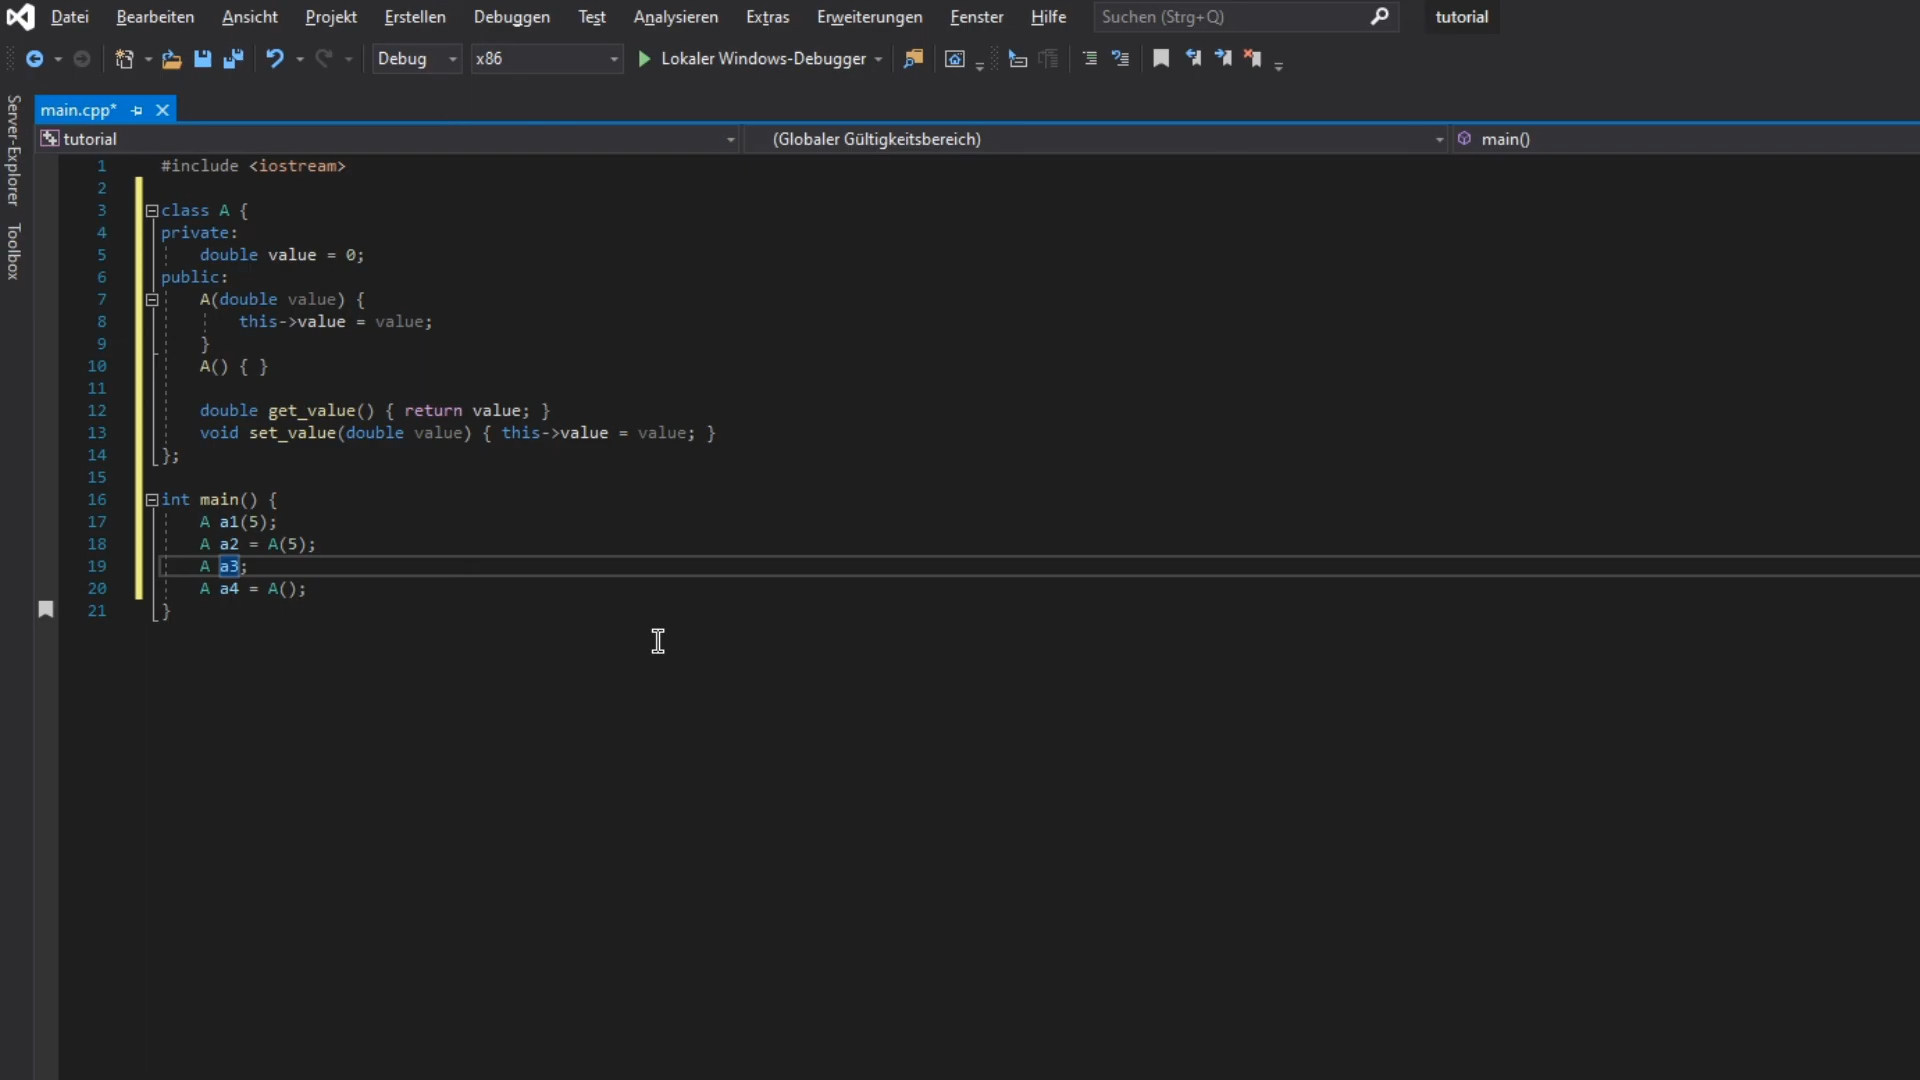 Datei Bearbeiten Ansicht Projekt Erstellen Debuggen Test Analysieren Extras Erweiterungen Fenster Hilfe Suchen (Strg+Q) tutorial
Debug x86 Lokaler Windows-Debugger
Server-Explorer
Toolbox
main.cpp*
tutorial (Globaler Gültigkeitsbereich) main()
1 #include <iostream>
2
3 class A {
4 private:
5 double value = 0;
6 public:
7 A(double value) {
8 this->value = value;
9 }
10 A() { }
11
12 double get_value() { return value; }
13 void set_value(double value) { this->value = value; }
14 };
15
16 int main() {
17 A a1(5);
18 A a2 = A(5);
19 A a3;
20 A a4 = A();
21 }